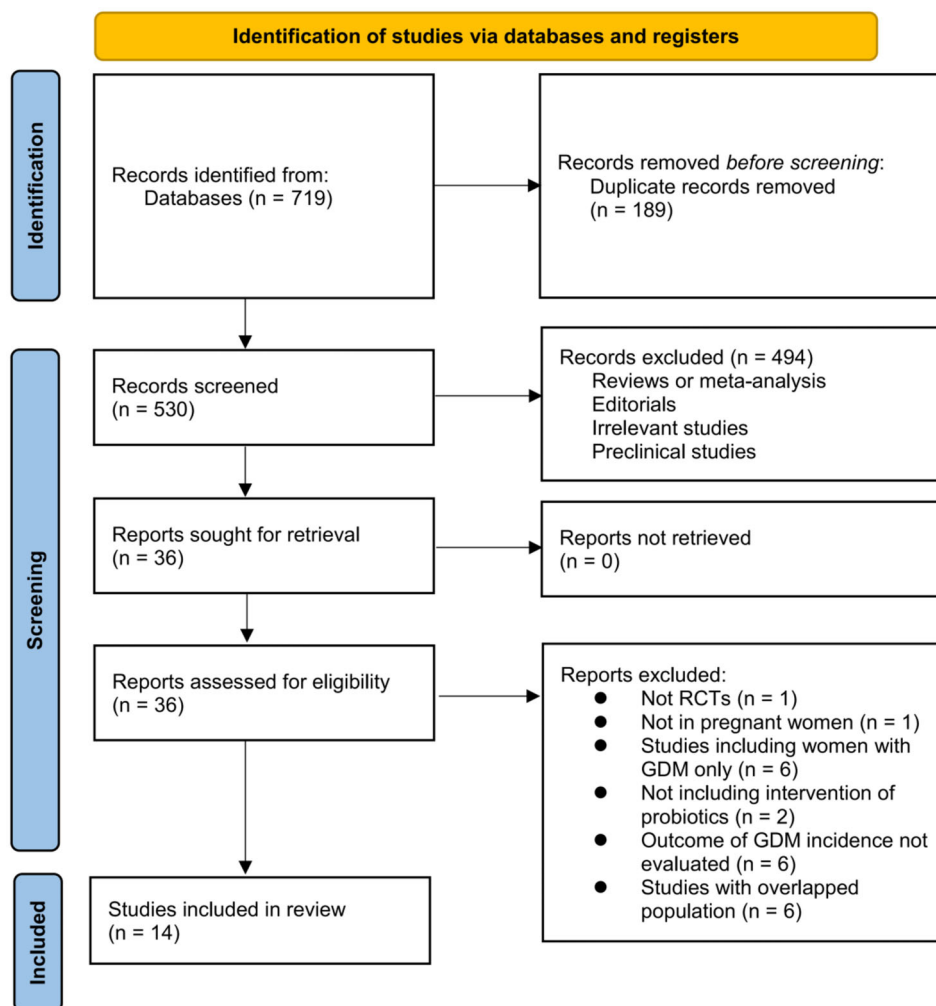 Identification of studies via databases and registers
Identification
Records identified from:
Databases (n = 719)
Records removed before screening:
Duplicate records removed
(n = 189)
Screening
Records screened
(n = 530)
Records excluded (n = 494)
Reviews or meta-analysis
Editorials
Irrelevant studies
Preclinical studies
Reports sought for retrieval
(n = 36)
Reports not retrieved
(n = 0)
Reports assessed for eligibility
(n = 36)
Reports excluded:
● Not RCTs (n = 1)
● Not in pregnant women (n = 1)
● Studies including women with
GDM only (n = 6)
● Not including intervention of
probiotics (n = 2)
● Outcome of GDM incidence not
evaluated (n = 6)
● Studies with overlapped
population (n = 6)
Included
Studies included in review
(n = 14)